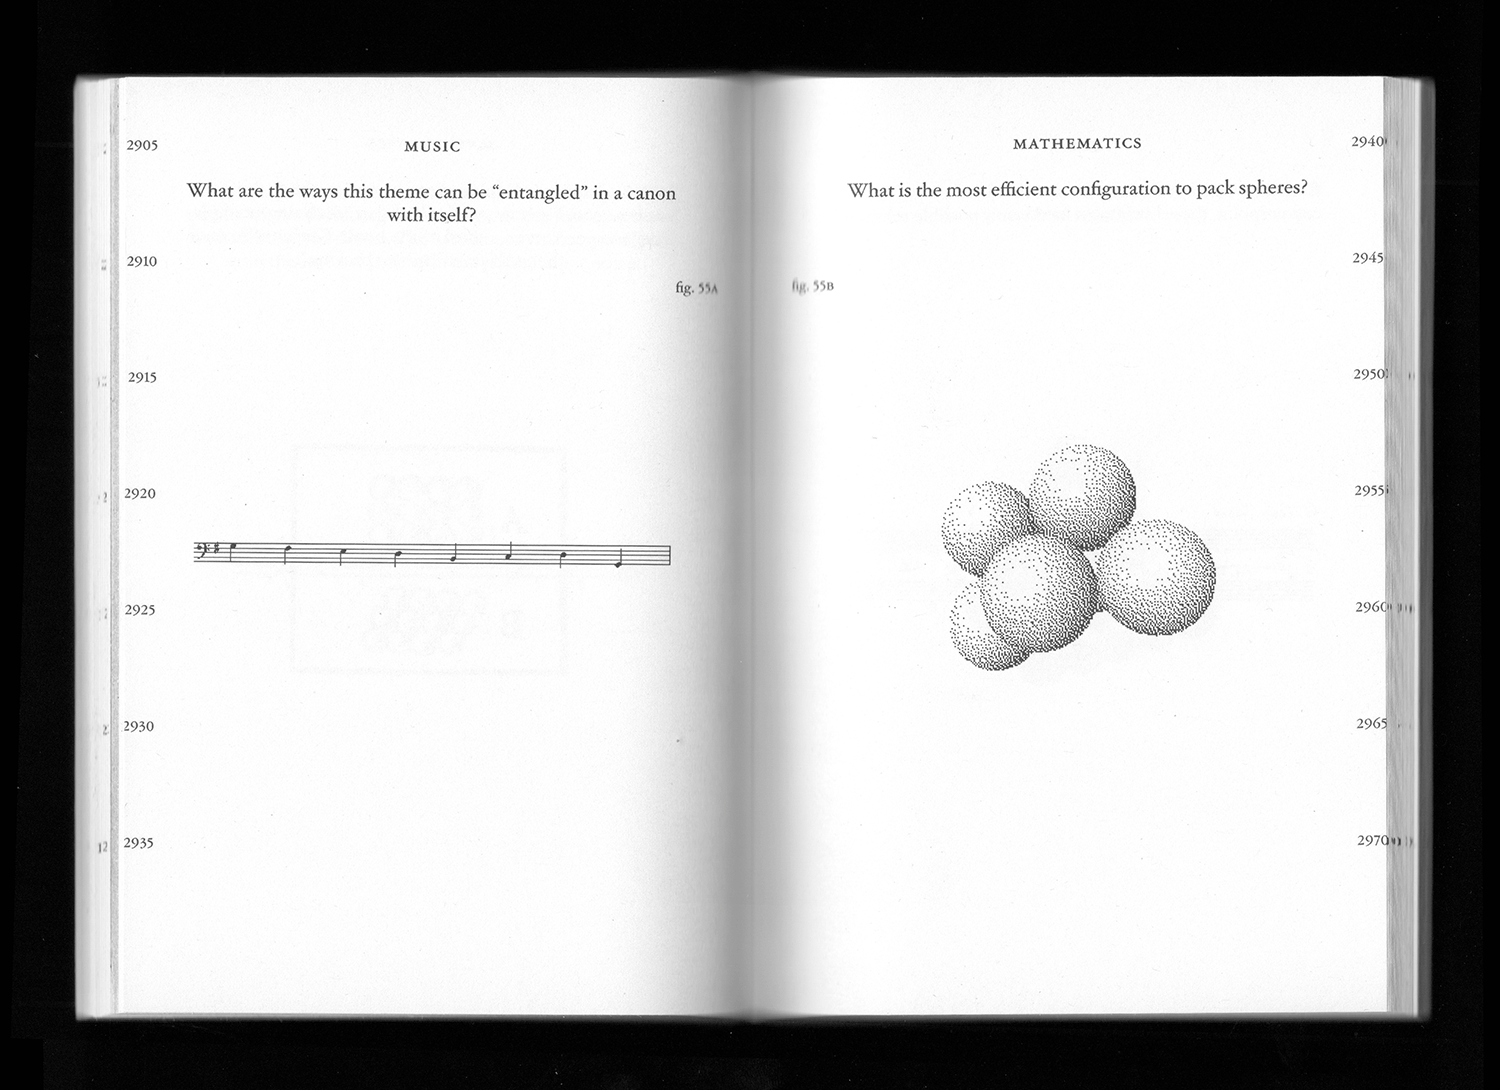 2905
MUSIC
What are the ways this theme can be “entangled” in a canon
with itself?
2910
fig. 55A
2915
2920
2925
2930
2935
MATHEMATICS
2940
What is the most efficient configuration to pack spheres?
2945
fig. 55B
2950
2955
2960
2965
2970